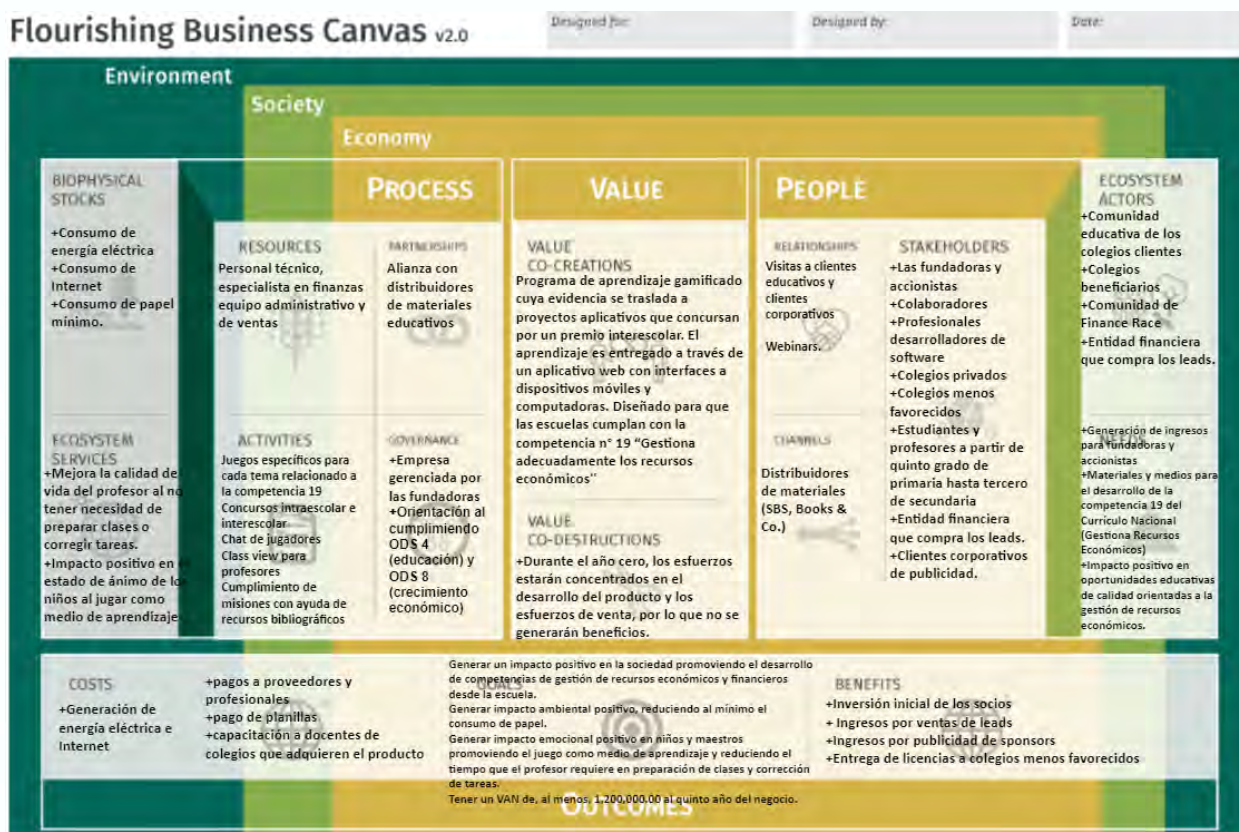 Flourishing Business Canvas v2.0
Designed for:
Designed by:
Date:
Environment
Society
Economy
PROCESS
VALUE
PEOPLE
BIOPHYSICAL
STOCKS
+Consumo de
energía eléctrica
+Consumo de
Internet
+Consumo de papel
mínimo.
RESOURCES
Personal técnico,
especialista en finanzas
equipo administrativo y
de ventas
PARTNERSHIPS
Alianza con
distribuidores
de materiales
educativos
VALUE
CO-CREATIONS
Programa de aprendizaje gamificado
cuya evidencia se traslada a
proyectos aplicativos que concursan
por un premio interescolar. El
aprendizaje es entregado a través de
un aplicativo web con interfaces a
dispositivos móviles y
computadoras. Diseñado para que
las escuelas cumplan con la
competencia n° 19 "Gestiona
adecuadamente los recursos
económicos"
RELATIONSHIPS
Visitas a clientes
educativos y
clientes
corporativos
Webinars.
STAKEHOLDERS
+Las fundadoras y
accionistas
+Colaboradores
+Profesionales
desarrolladores de
software
+Colegios privados
+Colegios menos
favorecidos
+Estudiantes y
profesores a partir de
quinto grado de
primaria hasta tercero
de secundaria
+Entidad financiera
que compra los leads.
+Clientes corporativos
de publicidad.
ECOSYSTEM
ACTORS
+Comunidad
educativa de los
colegios clientes
+Colegios
beneficiarios
+Comunidad de
Finance Race
+Entidad financiera
que compra los leads.
ECOSYSTEM
SERVICES
+Mejora la calidad de
vida del profesor al no
tener necesidad de
preparar clases o
corregir tareas.
+Impacto positivo en el
estado de ánimo de los
niños al jugar como
medio de aprendizaje
ACTIVITIES
Juegos específicos para
cada tema relacionado a
la competencia 19
Concursos intraescolar e
interescolar
Chat de jugadores
Class view para
profesores
Cumplimiento de
misiones con ayuda de
recursos bibliográficos
GOVERNANCE
+Empresa
gerenciada por
las fundadoras
+Orientación al
cumplimiendo
ODS 4
(educación) y
ODS 8
(crecimiento
económico)
VALUE
CO-DESTRUCTIONS
+Durante el año cero, los esfuerzos
estarán concentrados en el
desarrollo del producto y los
esfuerzos de venta, por lo que no se
generarán beneficios.
CHANNELS
Distribuidores
de materiales
(SBS, Books &
Co.)
NEEDS
+Generación de ingresos
para fundadoras y
accionistas
+Materiales y medios para
el desarrollo de la
competencia 19 del
Currículo Nacional
(Gestiona Recursos
Económicos)
+Impacto positivo en
oportunidades educativas
de calidad orientadas a la
gestión de recursos
económicos.
COSTS
+Generación de
energía eléctrica e
Internet
+pagos a proveedores y
profesionales
+pago de planillas
+capacitación a docentes de
colegios que adquieren el producto
GOALS
Generar un impacto positivo en la sociedad promoviendo el desarrollo
de competencias de gestión de recursos económicos y financieros
desde la escuela.
Generar impacto ambiental positivo, reduciendo al mínimo el
consumo de papel.
Generar impacto emocional positivo en niños y maestros
promoviendo el juego como medio de aprendizaje y reduciendo el
tiempo que el profesor requiere en preparación de clases y corrección
de tareas.
Tener un VAN de, al menos, 1,200,000.00 al quinto año del negocio.
BENEFITS
+Inversión inicial de los socios
+ Ingresos por ventas de leads
+Ingresos por publicidad de sponsors
+Entrega de licencias a colegios menos favorecidos
OUTCOMES